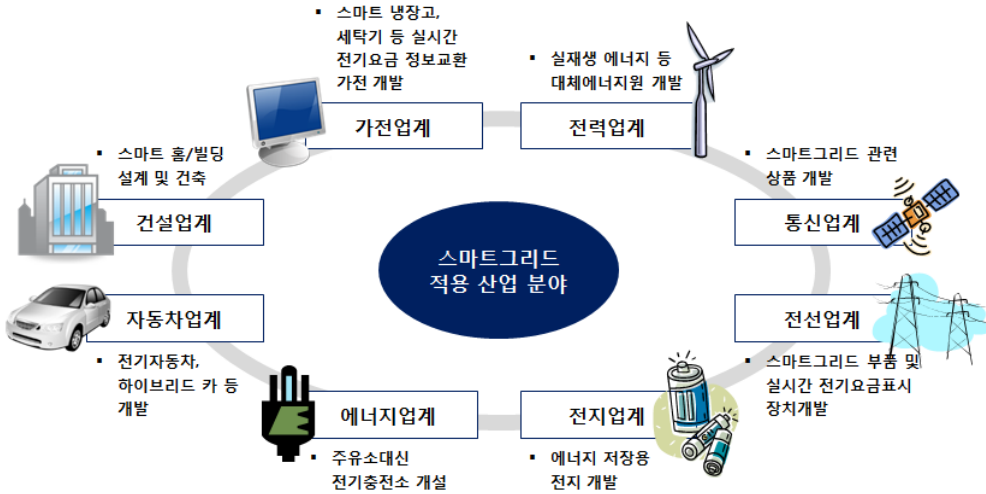 ▪ 스마트 냉장고,
세탁기 등 실시간
전기요금 정보교환
가전 개발
가전업계
▪ 실재생 에너지 등
대체에너지원 개발
전력업계
▪ 스마트 홈/빌딩
설계 및 건축
건설업계
▪ 스마트그리드 관련
상품 개발
통신업계
스마트그리드
적용 산업 분야
자동차업계
▪ 전기자동차,
하이브리드 카 등
개발
전선업계
▪ 스마트그리드 부품 및
실시간 전기요금표시
장치개발
에너지업계
▪ 주유소대신
전기충전소 개설
전지업계
▪ 에너지 저장용
전지 개발